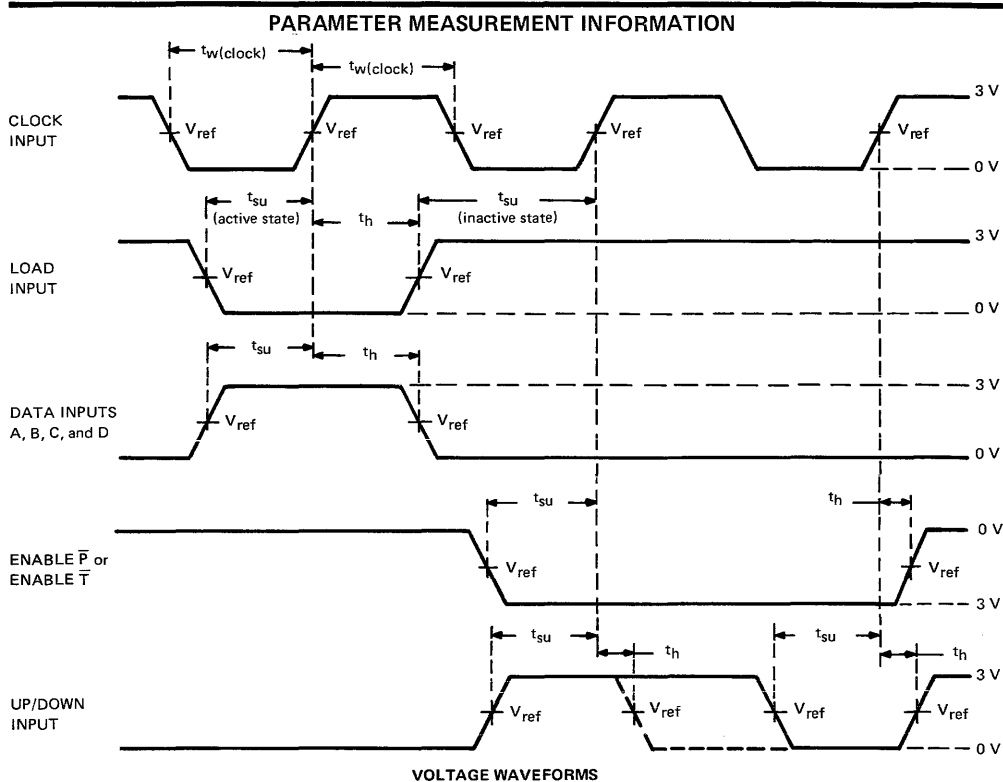 PARAMETER MEASUREMENT INFORMATION
tw(clock)
tw(clock)
3 V
CLOCK
INPUT
Vref
Vref
Vref
Vref
Vref
0 V
tsu
(active state)
th
tsu
(inactive state)
3 V
LOAD
INPUT
Vref
Vref
0 V
tsu
th
3 V
DATA INPUTS
A, B, C, and D
Vref
Vref
0 V
tsu
th
0 V
ENABLE P̅ or
ENABLE T̅
Vref
Vref
3 V
tsu
th
tsu
th
3 V
UP/DOWN
INPUT
Vref
Vref
Vref
Vref
0 V
VOLTAGE WAVEFORMS